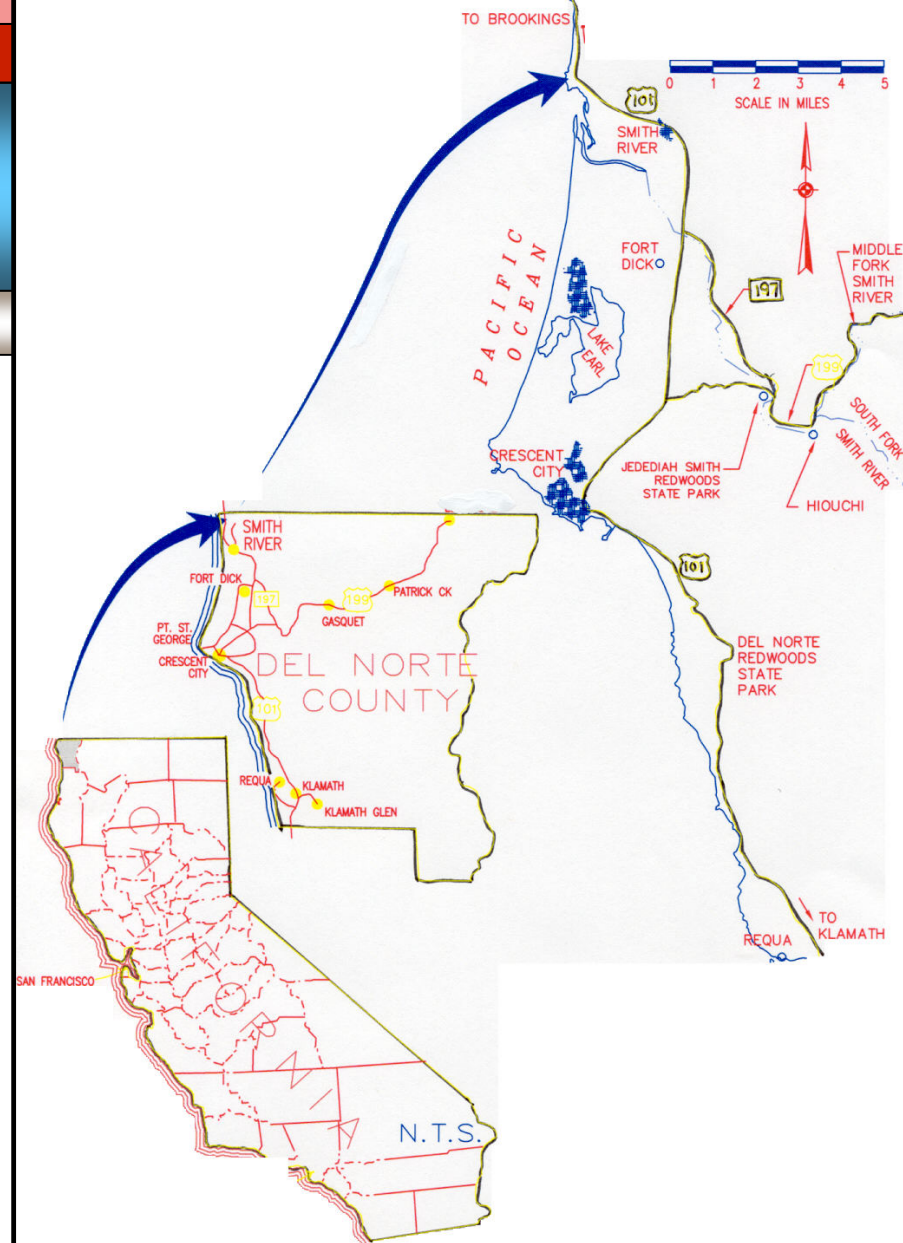 TO BROOKINGS
0 1 2 3 4 5
SCALE IN MILES
101
SMITH
RIVER
PACIFIC
OCEAN
FORT
DICK
MIDDLE
FORK
SMITH
RIVER
197
LAKE
EARL
199
SOUTH FORK
SMITH RIVER
CRESCENT
CITY
JEDEDIAH SMITH
REDWOODS
STATE PARK
HIOUCHI
101
DEL NORTE
REDWOODS
STATE
PARK
TO
KLAMATH
REQUA
SMITH
RIVER
FORT DICK
197
199
PATRICK CK
GASQUET
PT. ST.
GEORGE
CRESCENT
CITY
DEL NORTE
COUNTY
101
REQUA
KLAMATH
KLAMATH GLEN
SAN FRANCISCO
CALIFORNIA
N.T.S.